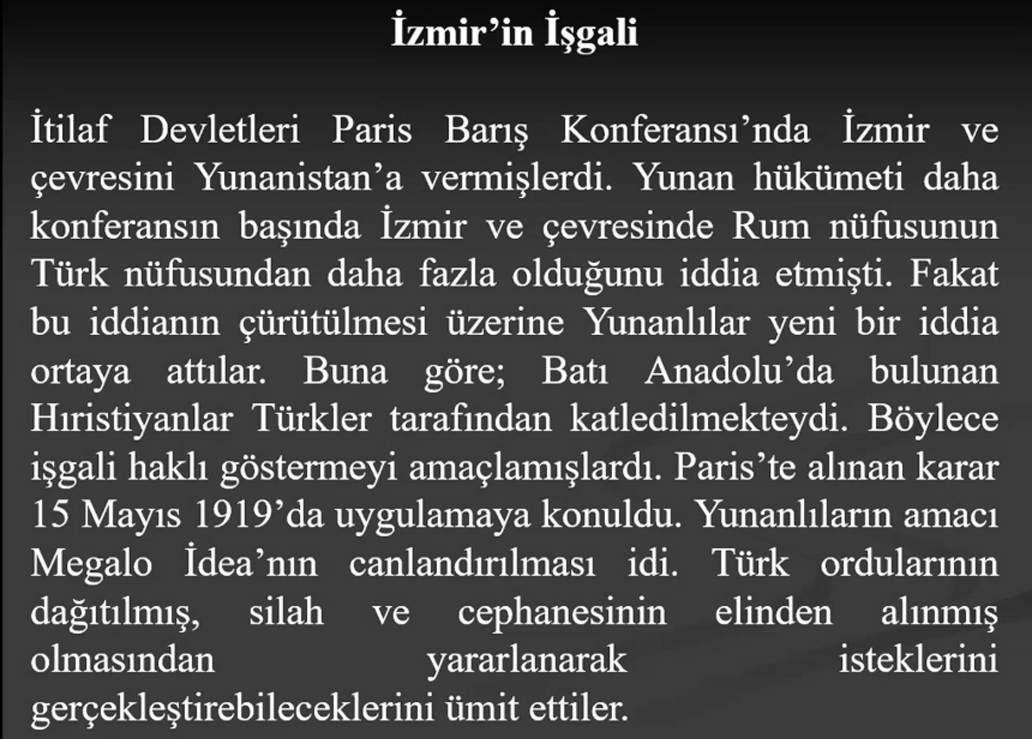 İzmir’in İşgali
İtilaf Devletleri Paris Barış Konferansı’nda İzmir ve
çevresini Yunanistan’a vermişlerdi. Yunan hükümeti daha
konferansın başında İzmir ve çevresinde Rum nüfusunun
Türk nüfusundan daha fazla olduğunu iddia etmişti. Fakat
bu iddianın çürütülmesi üzerine Yunanlılar yeni bir iddia
ortaya attılar. Buna göre; Batı Anadolu’da bulunan
Hıristiyanlar Türkler tarafından katledilmekteydi. Böylece
işgali haklı göstermeyi amaçlamışlardı. Paris’te alınan karar
15 Mayıs 1919’da uygulamaya konuldu. Yunanlıların amacı
Megalo İdea’nın canlandırılması idi. Türk ordularının
dağıtılmış, silah ve cephanesinin elinden alınmış
olmasından yararlanarak isteklerini
gerçekleştirebileceklerini ümit ettiler.